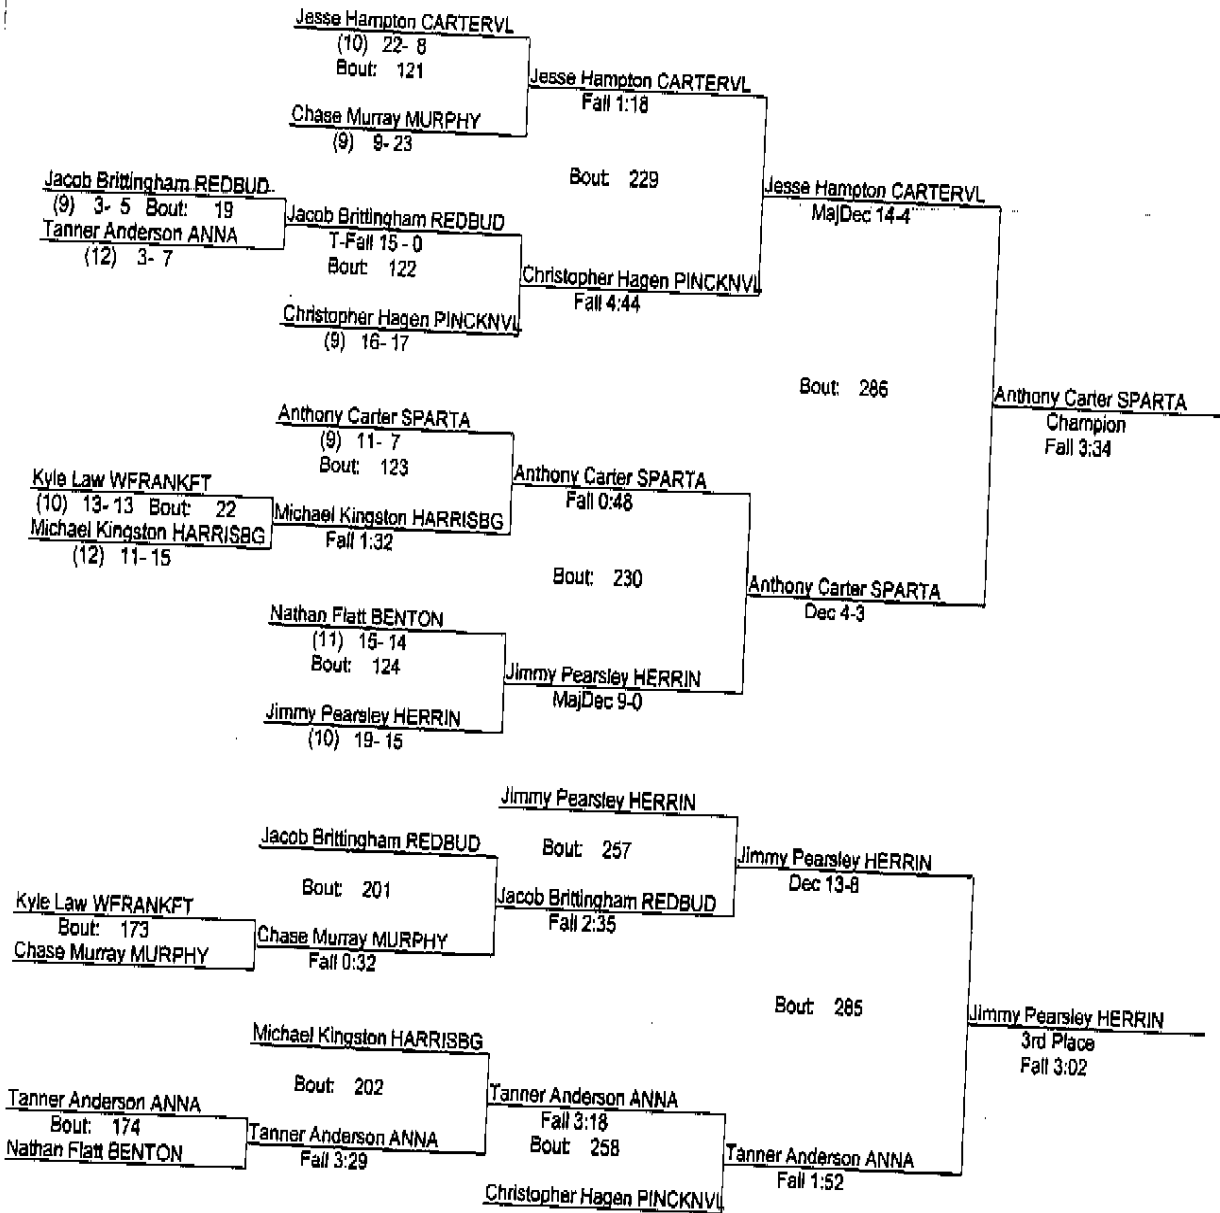 Jesse Hampton CARTERVL
(10) 22- 8
Bout: 121
Jesse Hampton CARTERVL
Fall 1:18
Chase Murray MURPHY
(9) 9-23
Bout: 229
Jacob Brittingham REDBUD
(9) 3- 5 Bout: 19
Jesse Hampton CARTERVL
MajDec 14-4
Jacob Brittingham REDBUD
T-Fall 15 - 0
Bout: 122
Tanner Anderson ANNA
(12) 3- 7
Christopher Hagen PINCKNVL
Fall 4:44
Christopher Hagen PINCKNVL
(9) 16- 17
Bout: 286
Anthony Carter SPARTA
Champion
Fall 3:34
Anthony Carter SPARTA
(9) 11- 7
Bout: 123
Kyle Law WFRANKFT
(10) 13- 13 Bout: 22
Anthony Carter SPARTA
Fall 0:48
Michael Kingston HARRISBG
Fall 1:32
Michael Kingston HARRISBG
(12) 11- 15
Bout: 230
Anthony Carter SPARTA
Dec 4-3
Nathan Flatt BENTON
(11) 15- 14
Bout: 124
Jimmy Pearsley HERRIN
MajDec 9-0
Jimmy Pearsley HERRIN
(10) 19- 15
Jimmy Pearsley HERRIN
Bout: 257
Jacob Brittingham REDBUD
Jimmy Pearsley HERRIN
Dec 13-8
Bout: 201
Kyle Law WFRANKFT
Bout: 173
Jacob Brittingham REDBUD
Fall 2:35
Chase Murray MURPHY
Chase Murray MURPHY
Fall 0:32
Bout: 285
Jimmy Pearsley HERRIN
3rd Place
Fall 3:02
Michael Kingston HARRISBG
Bout: 202
Tanner Anderson ANNA
Bout: 174
Tanner Anderson ANNA
Fall 3:18
Bout: 258
Nathan Flatt BENTON
Tanner Anderson ANNA
Fall 3:29
Tanner Anderson ANNA
Fall 1:52
Christopher Hagen PINCKNVL